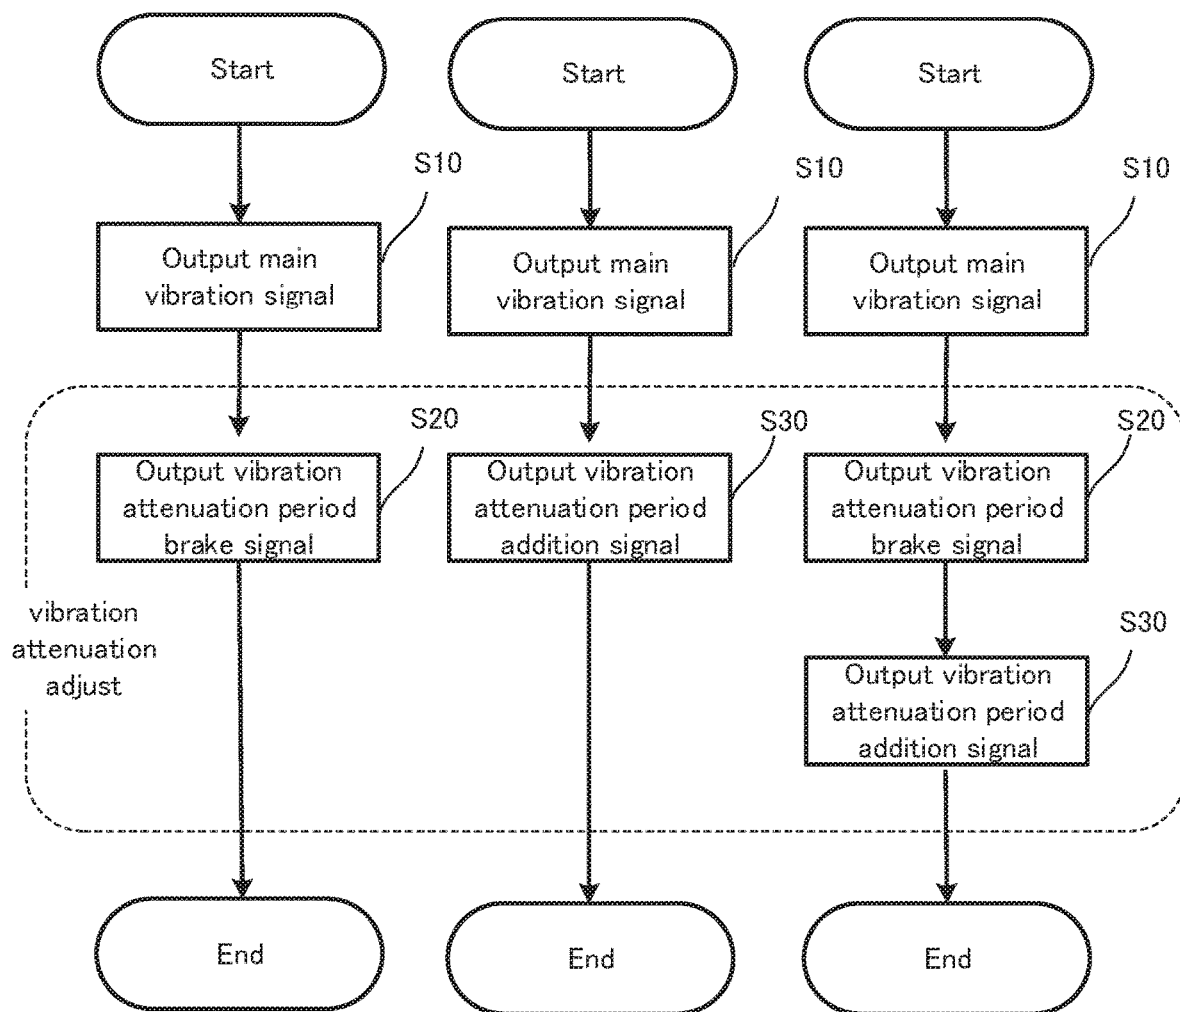 Start
Start
Start
S10
S10
S10
Output main
vibration signal
Output main
vibration signal
Output main
vibration signal
S20
S30
S20
Output vibration
attenuation period
brake signal
Output vibration
attenuation period
addition signal
Output vibration
attenuation period
brake signal
vibration
attenuation
adjust
S30
Output vibration
attenuation period
addition signal
End
End
End